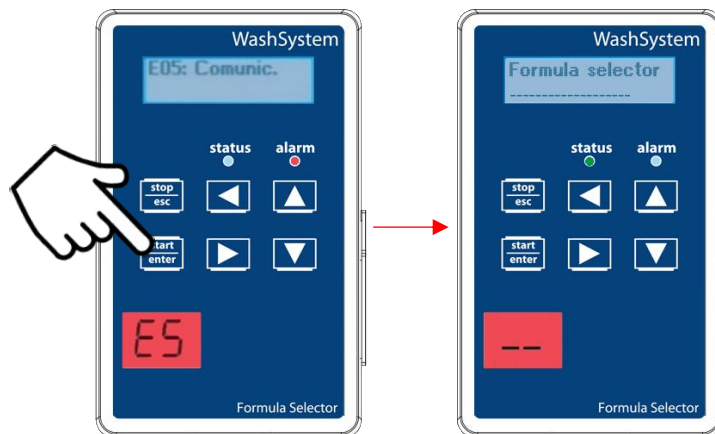 WashSystem
E05: Comunic.
status alarm
stop
esc
start
enter
E5
Formula Selector
WashSystem
Formula selector
-------------------
status alarm
stop
esc
start
enter
--
Formula Selector